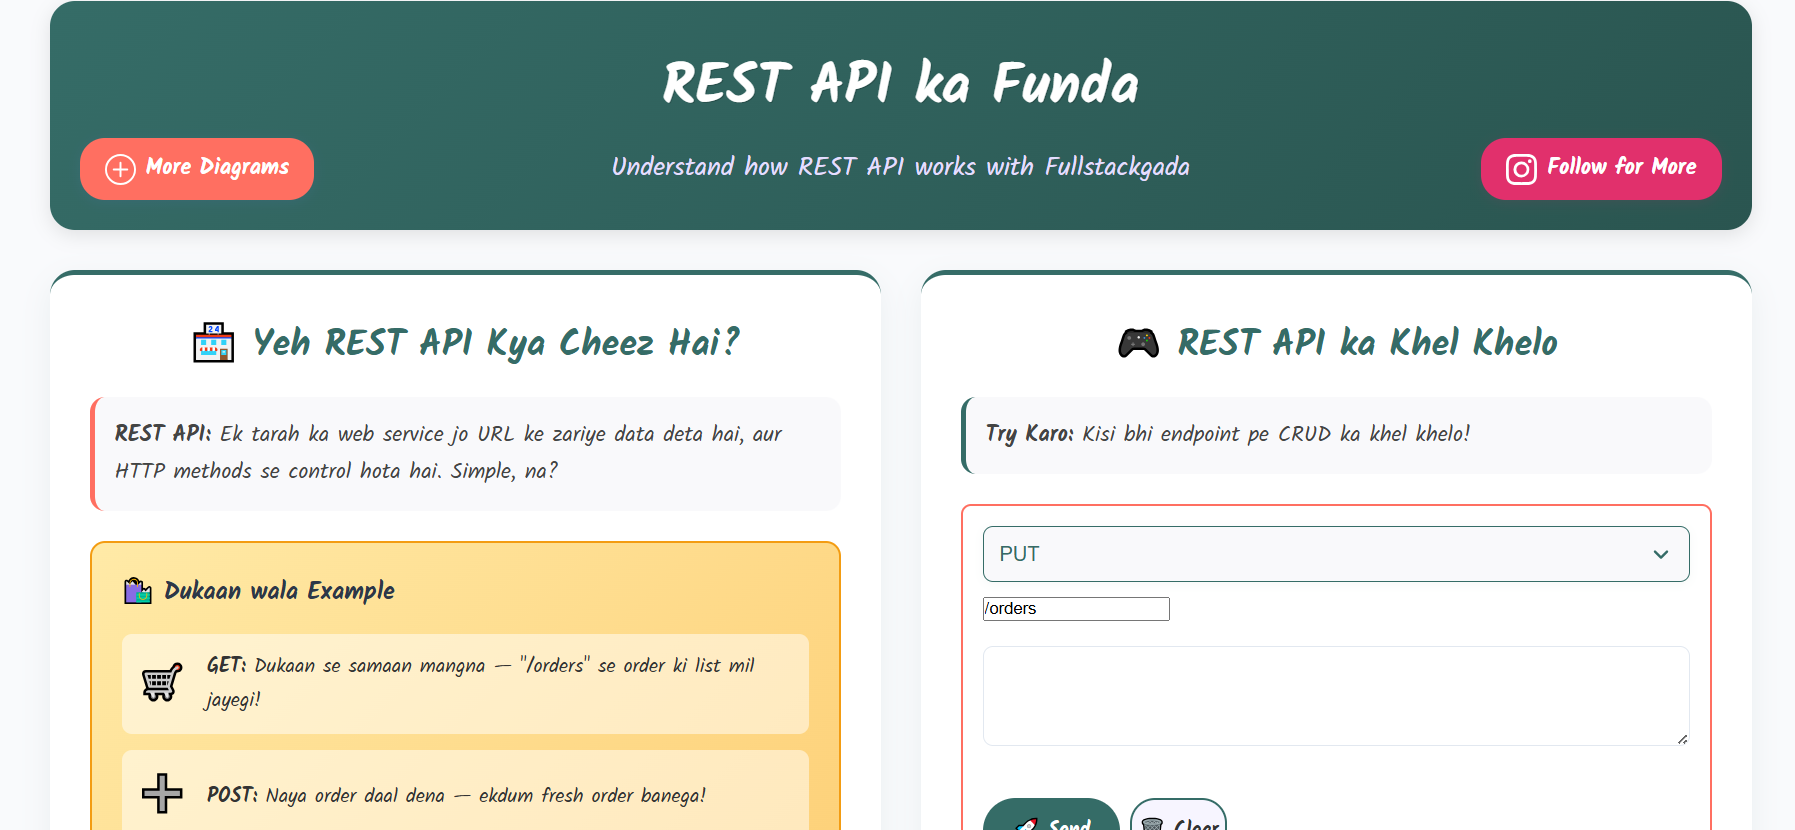 REST API ka Funda
More Diagrams
Understand how REST API works with Fullstackgada
Follow for More
24
Yeh REST API Kya Cheez Hai?
REST API: Ek tarah ka web service jo URL ke zariye data deta hai, aur
HTTP methods se control hota hai. Simple, na?
Dukaan wala Example
GET: Dukaan se samaan mangna — "/orders" se order ki list mil
jayegi!
POST: Naya order daal dena — ekdum fresh order banega!
REST API ka Khel Khelo
Try Karo: Kisi bhi endpoint pe CRUD ka khel khelo!
PUT
/orders
Send
Clear